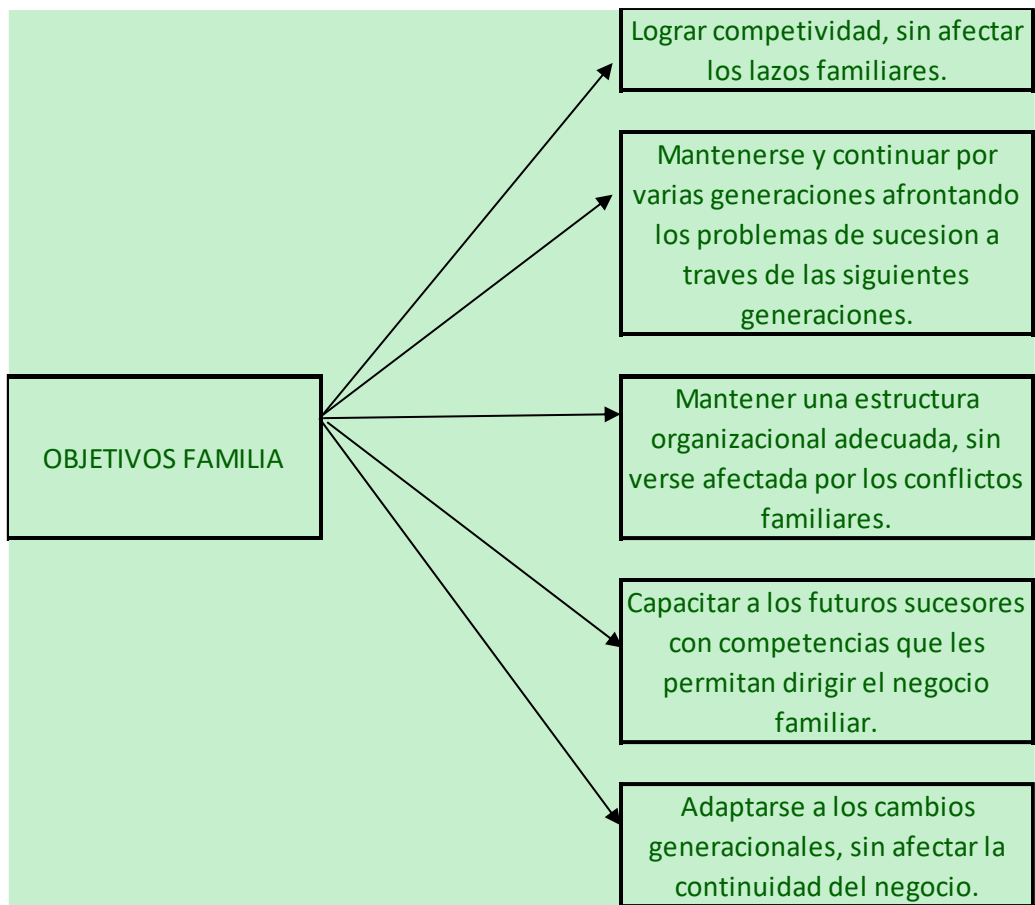 Lograr competividad, sin afectar
los lazos familiares.
Mantenerse y continuar por
varias generaciones afrontando
los problemas de sucesion a
traves de las siguientes
generaciones.
OBJETIVOS FAMILIA
Mantener una estructura
organizacional adecuada, sin
verse afectada por los conflictos
familiares.
Capacitar a los futuros sucesores
con competencias que les
permitan dirigir el negocio
familiar.
Adaptarse a los cambios
generacionales, sin afectar la
continuidad del negocio.